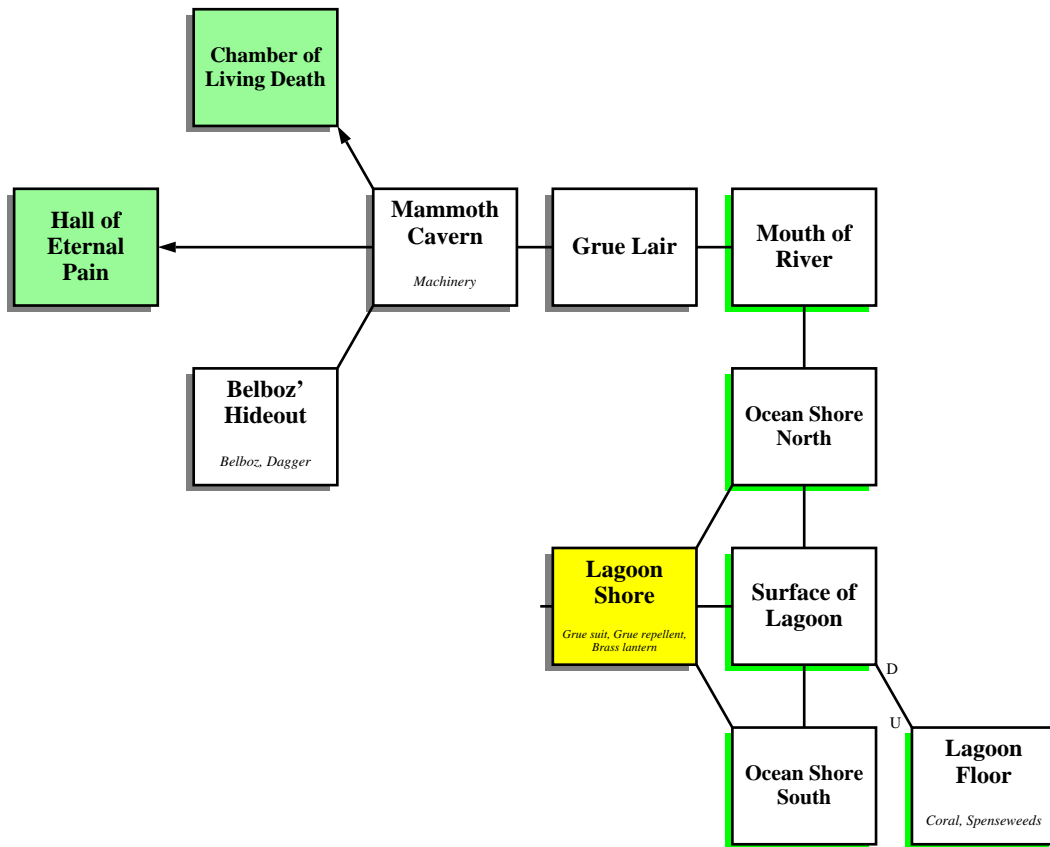 Chamber of
Living Death
Hall of
Eternal
Pain
Mammoth
Cavern
Machinery
Grue Lair
Mouth of
River
Belboz'
Hideout
Belboz, Dagger
Ocean Shore
North
Lagoon
Shore
Grue suit, Grue repellent,
Brass lantern
Surface of
Lagoon
D
U
Ocean Shore
South
Lagoon
Floor
Coral, Spenseweeds